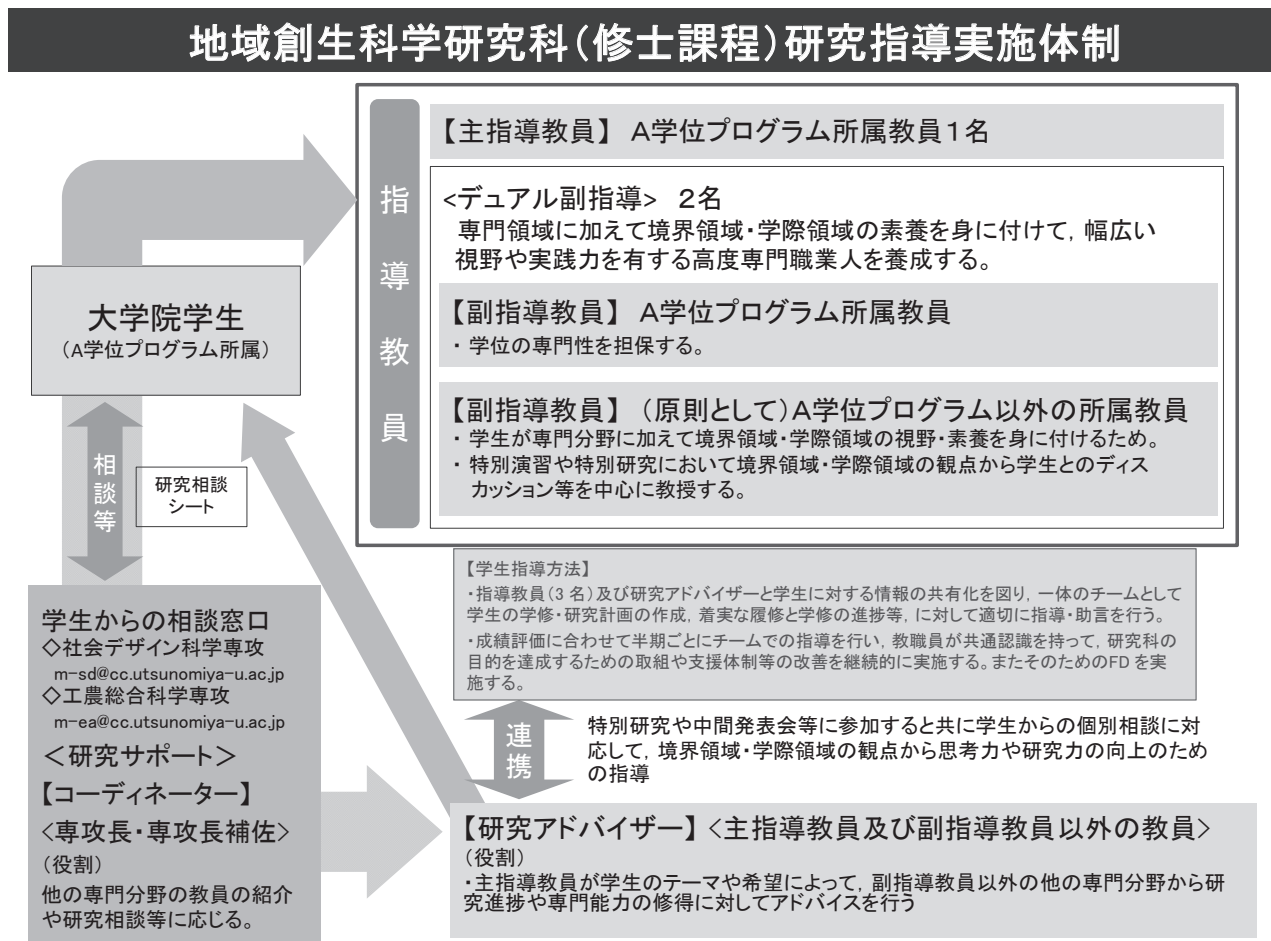 地域創生科学研究科(修士課程)研究指導実施体制
指導教員
【主指導教員】 A学位プログラム所属教員1名
<デュアル副指導> 2名
専門領域に加えて境界領域・学際領域の素養を身に付けて, 幅広い
視野や実践力を有する高度専門職業人を養成する。
【副指導教員】 A学位プログラム所属教員
・ 学位の専門性を担保する。
【副指導教員】 (原則として)A学位プログラム以外の所属教員
・ 学生が専門分野に加えて境界領域・学際領域の視野・素養を身に付けるため。
・ 特別演習や特別研究において境界領域・学際領域の観点から学生とのディス
カッション等を中心に教授する。
大学院学生
(A学位プログラム所属)
相談等
研究相談
シート
【学生指導方法】
・指導教員(3 名)及び研究アドバイザーと学生に対する情報の共有化を図り, 一体のチームとして
学生の学修・研究計画の作成, 着実な履修と学修の進捗等, に対して適切に指導・助言を行う。
・成績評価に合わせて半期ごとにチームでの指導を行い, 教職員が共通認識を持って, 研究科の
目的を達成するための取組や支援体制等の改善を継続的に実施する。またそのためのFD を実
施する。
学生からの相談窓口
◇社会デザイン科学専攻
m-sd@cc.utsunomiya-u.ac.jp
◇工農総合科学専攻
m-ea@cc.utsunomiya-u.ac.jp
<研究サポート>
【コーディネーター】
<専攻長・専攻長補佐>
(役割)
他の専門分野の教員の紹介
や研究相談等に応じる。
連携
特別研究や中間発表会等に参加すると共に学生からの個別相談に対
応して, 境界領域・学際領域の観点から思考力や研究力の向上のため
の指導
【研究アドバイザー】 <主指導教員及び副指導教員以外の教員>
(役割)
・主指導教員が学生のテーマや希望によって, 副指導教員以外の他の専門分野から研
究進捗や専門能力の修得に対してアドバイスを行う